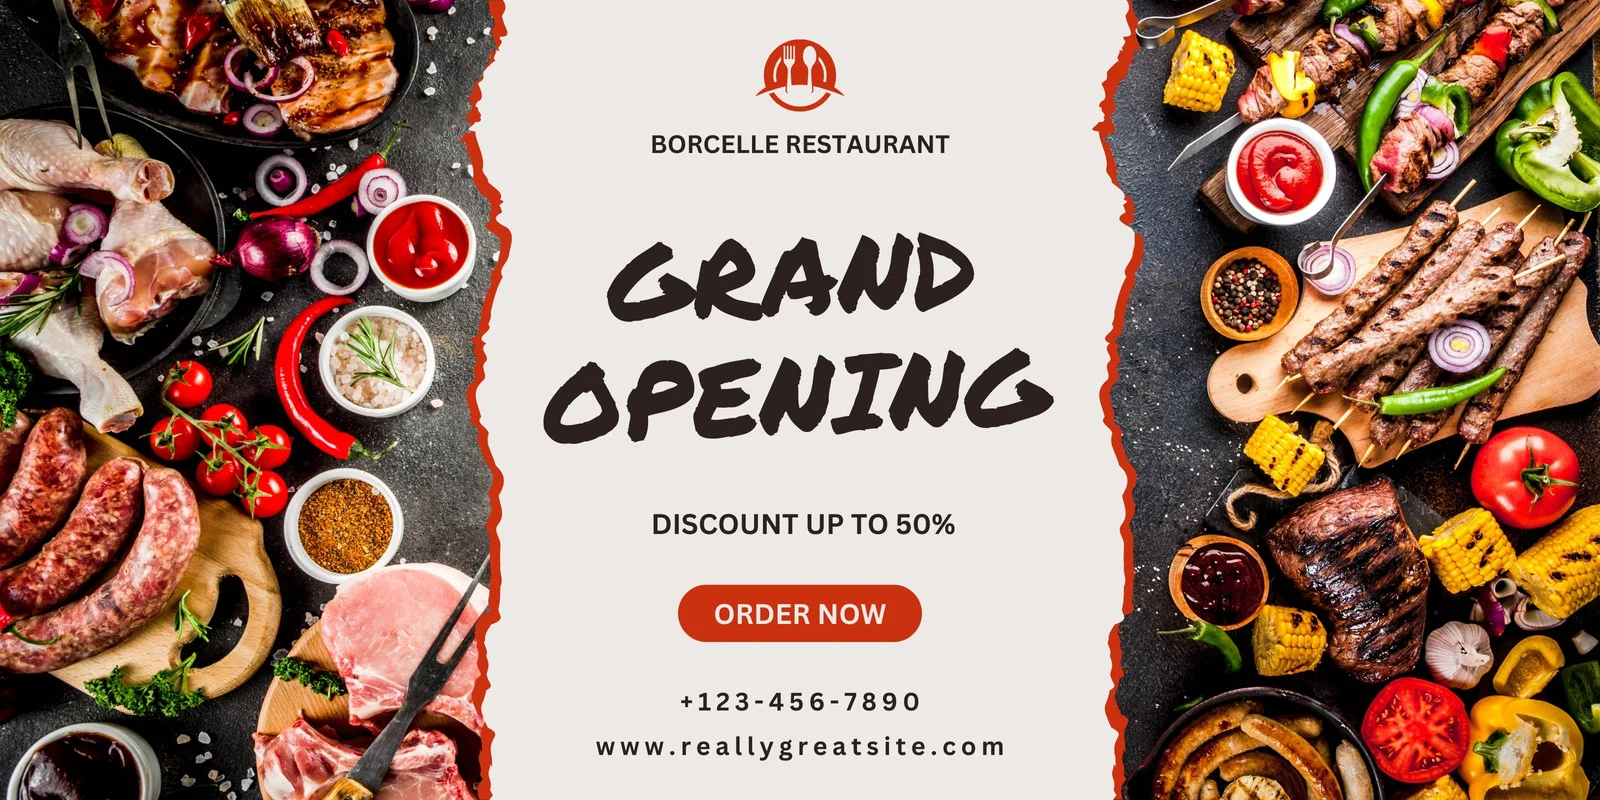 BORCELLE RESTAURANT
GRAND
OPENING
DISCOUNT UP TO 50%
ORDER NOW
+123-456-7890
www.reallygreatsite.com